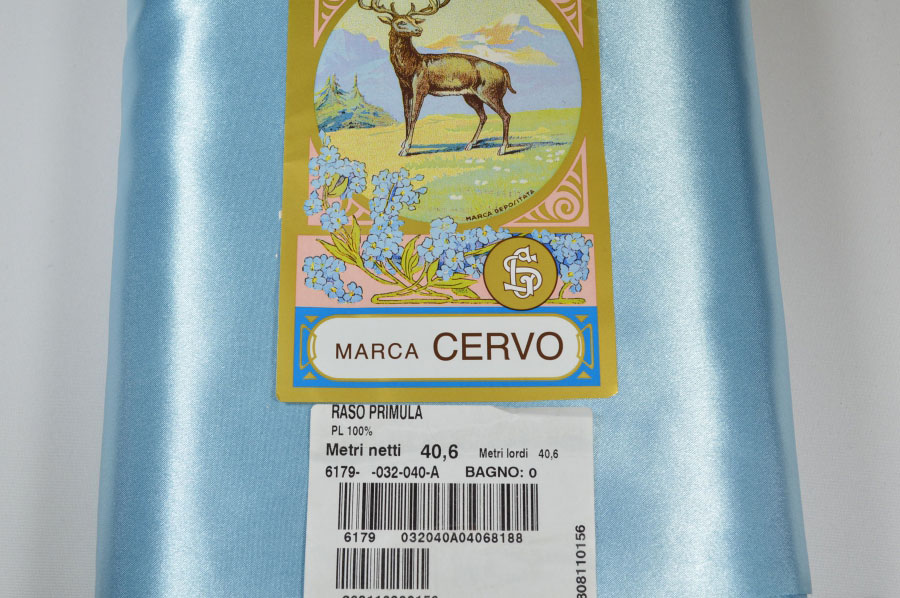 MARCA DEPOSITATA
MARCA CERVO
RASO PRIMULA
PL 100%
Metri netti 40,6 Metri lordi 40,6
6179- -032-040-A BAGNO: 0
6179 032040A04068188
808110156